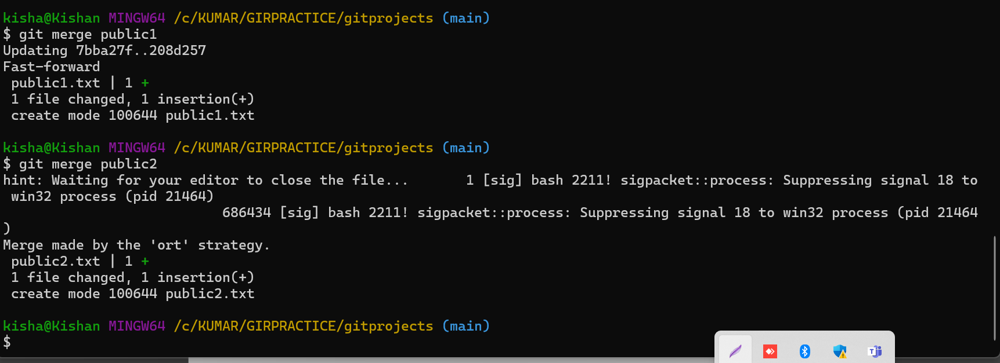 kisha@Kishan MINGW64 /c/KUMAR/GIRPRACTICE/gitprojects (main)
$ git merge public1
Updating 7bba27f..208d257
Fast-forward
 public1.txt | 1 +
 1 file changed, 1 insertion(+)
 create mode 100644 public1.txt

kisha@Kishan MINGW64 /c/KUMAR/GIRPRACTICE/gitprojects (main)
$ git merge public2
hint: Waiting for your editor to close the file...       1 [sig] bash 2211! sigpacket::process: Suppressing signal 18 to
 win32 process (pid 21464)
                           686434 [sig] bash 2211! sigpacket::process: Suppressing signal 18 to win32 process (pid 21464
)
Merge made by the 'ort' strategy.
 public2.txt | 1 +
 1 file changed, 1 insertion(+)
 create mode 100644 public2.txt

kisha@Kishan MINGW64 /c/KUMAR/GIRPRACTICE/gitprojects (main)
$